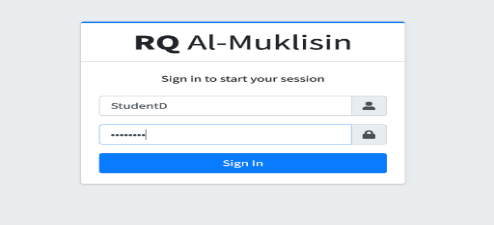 RQ Al-Muklisin
Sign in to start your session
StudentD
••••••••
Sign In